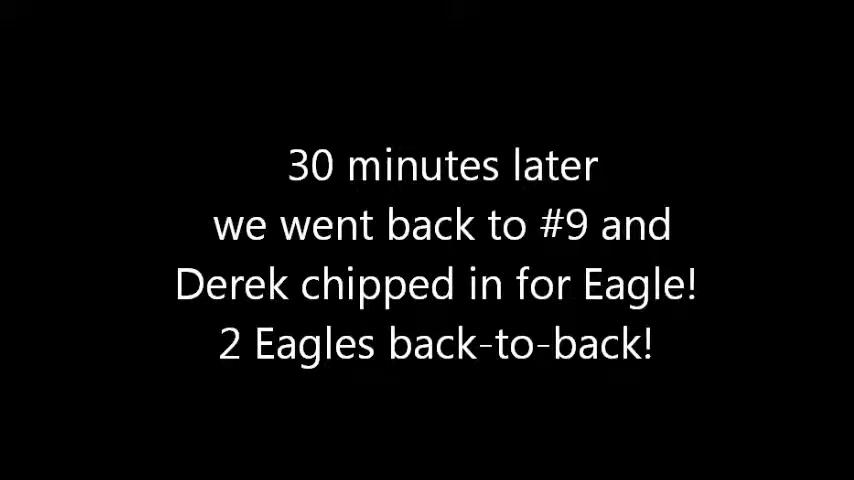 30 minutes later
we went back to #9 and
Derek chipped in for Eagle!
2 Eagles back-to-back!